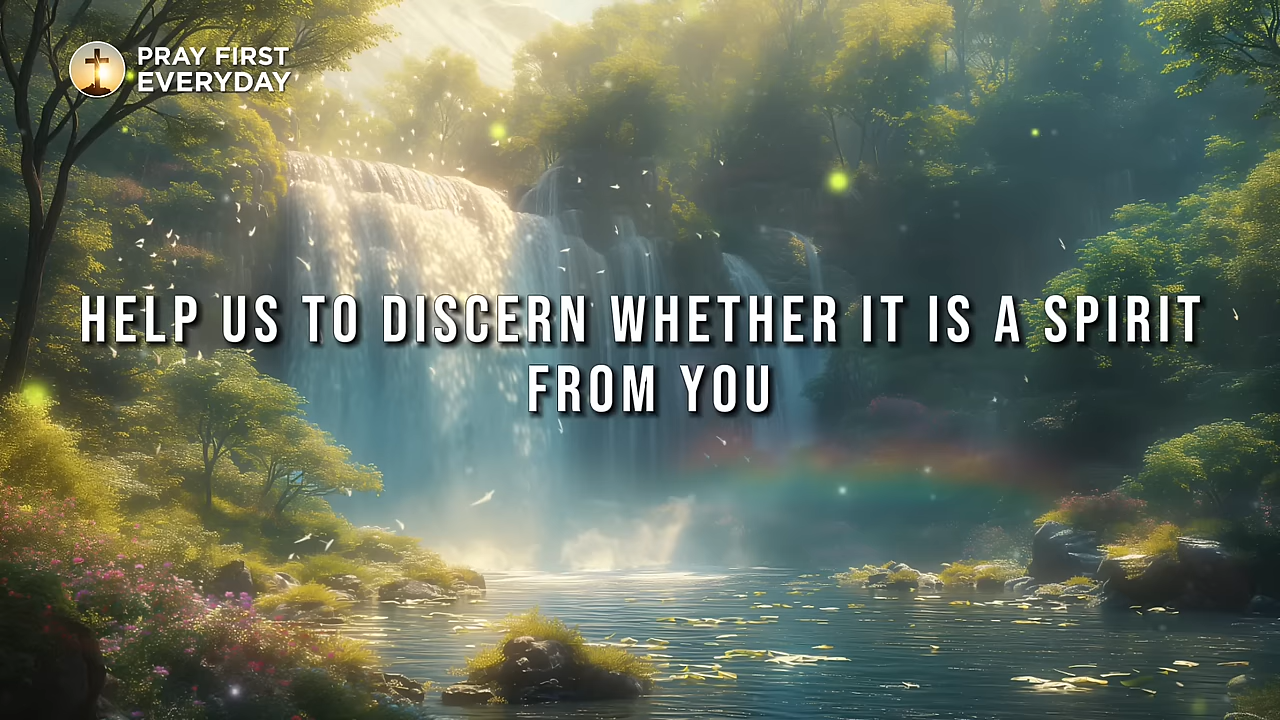 PRAY FIRST
EVERYDAY
HELP US TO DISCERN WHETHER IT IS A SPIRIT
FROM YOU